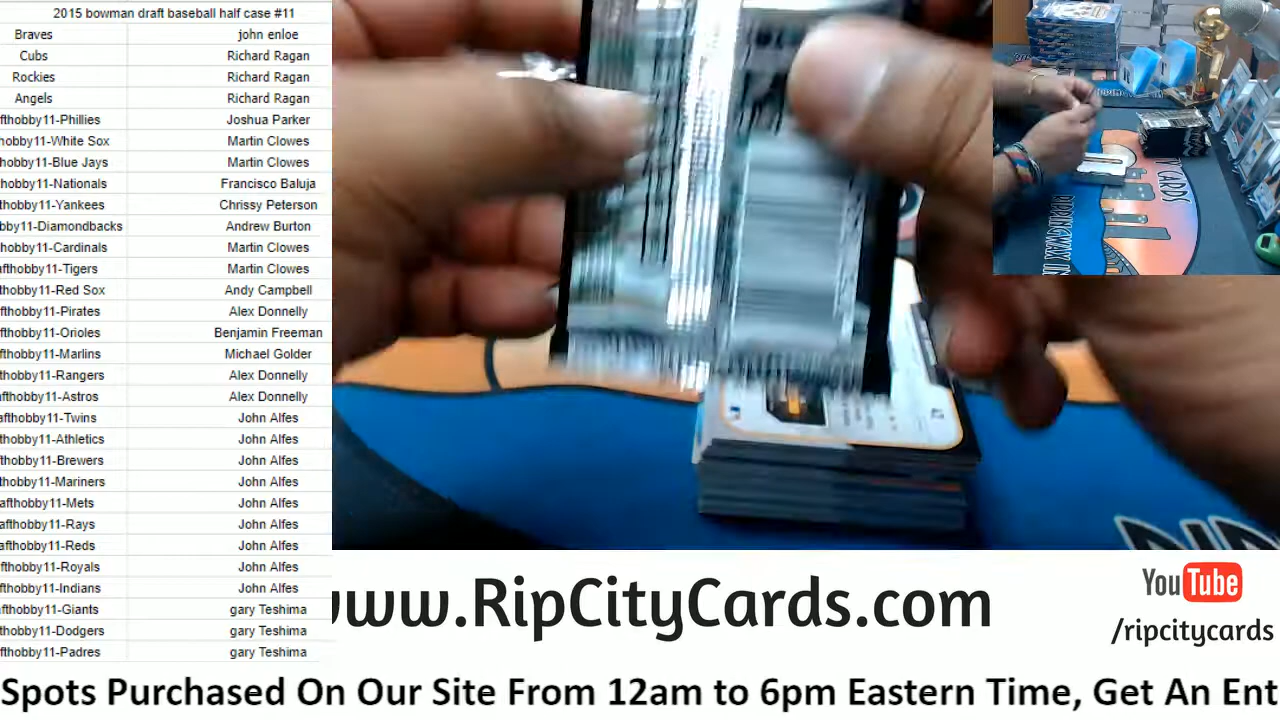 2015 bowman draft baseball half case #11
Braves john enloe
Cubs Richard Ragan
Rockies Richard Ragan
Angels Richard Ragan
fthobby11-Phillies Joshua Parker
hobby11-White Sox Martin Clowes
hobby11-Blue Jays Martin Clowes
thobby11-Nationals Francisco Baluja
thobby11-Yankees Chrissy Peterson
bby11-Diamondbacks Andrew Burton
hobby11-Cardinals Martin Clowes
afthobby11-Tigers Martin Clowes
thobby11-Red Sox Andy Campbell
fthobby11-Pirates Alex Donnelly
fthobby11-Orioles Benjamin Freeman
fthobby11-Marlins Michael Golder
thobby11-Rangers Alex Donnelly
fthobby11-Astros Alex Donnelly
afthobby11-Twins John Alfes
thobby11-Athletics John Alfes
thobby11-Brewers John Alfes
thobby11-Mariners John Alfes
afthobby11-Mets John Alfes
afthobby11-Rays John Alfes
afthobby11-Reds John Alfes
fthobby11-Royals John Alfes
fthobby11-Indians John Alfes
afthobby11-Giants gary Teshima
thobby11-Dodgers gary Teshima
fthobby11-Padres gary Teshima
www.RipCityCards.com
YouTube
/ripcitycards
Spots Purchased On Our Site From 12am to 6pm Eastern Time, Get An Ent